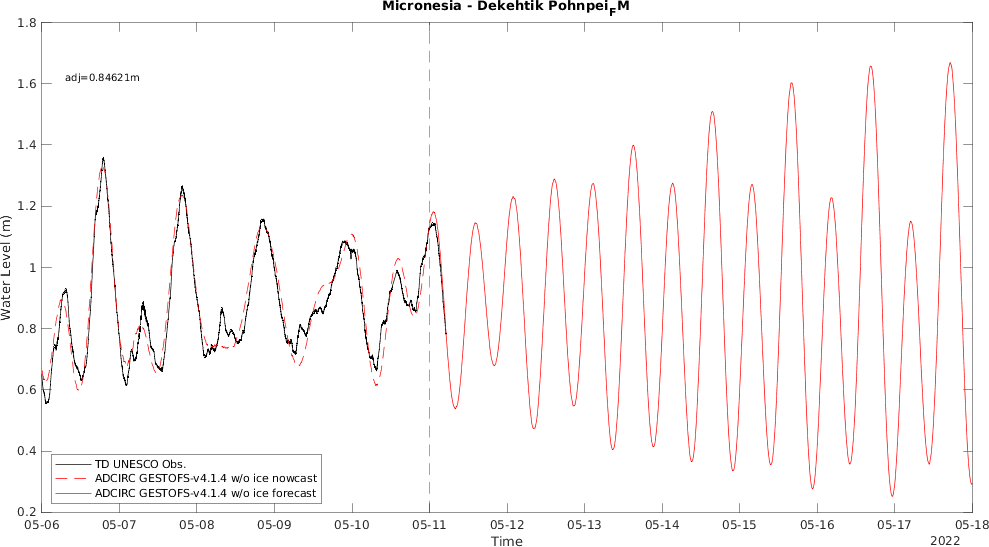 Micronesia - Dekehtik Pohnpei_FM
1.8
1.6
1.4
1.2
1
0.8
0.6
0.4
0.2
Water Level (m)
adj=0.84621m
TD UNESCO Obs.
ADCIRC GESTOFS-v4.1.4 w/o ice nowcast
ADCIRC GESTOFS-v4.1.4 w/o ice forecast
05-06 05-07 05-08 05-09 05-10 05-11 05-12 05-13 05-14 05-15 05-16 05-17 05-18
Time
2022